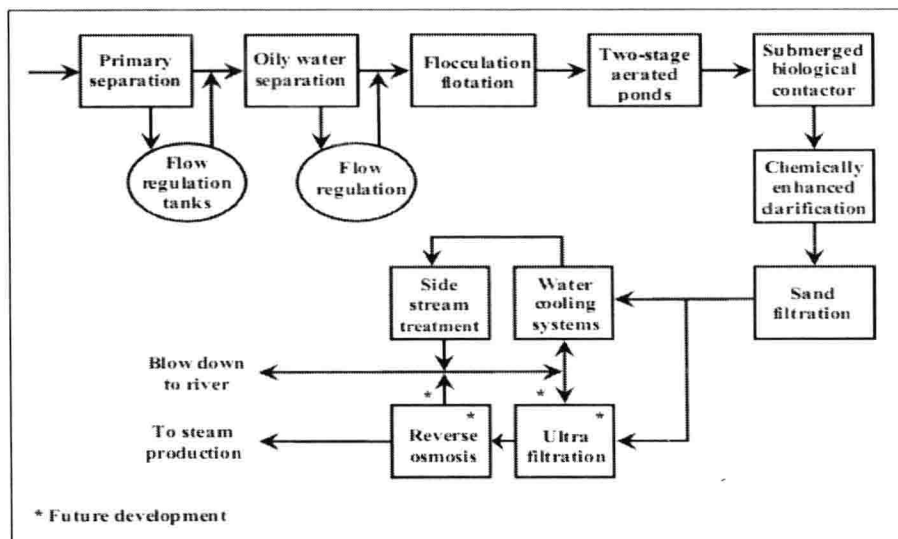 Primary
separation
Oily water
separation
Flocculation
flotation
Two-stage
aerated
ponds
Submerged
biological
contactor
Flow
regulation
tanks
Flow
regulation
Chemically
enhanced
darification
Side
stream
treatment
Water
cooling
systems
Sand
filtration
Blow down
to river
*
*
*
*
To steam
production
Reverse
osmosis
Ultra
filtration
* Future development